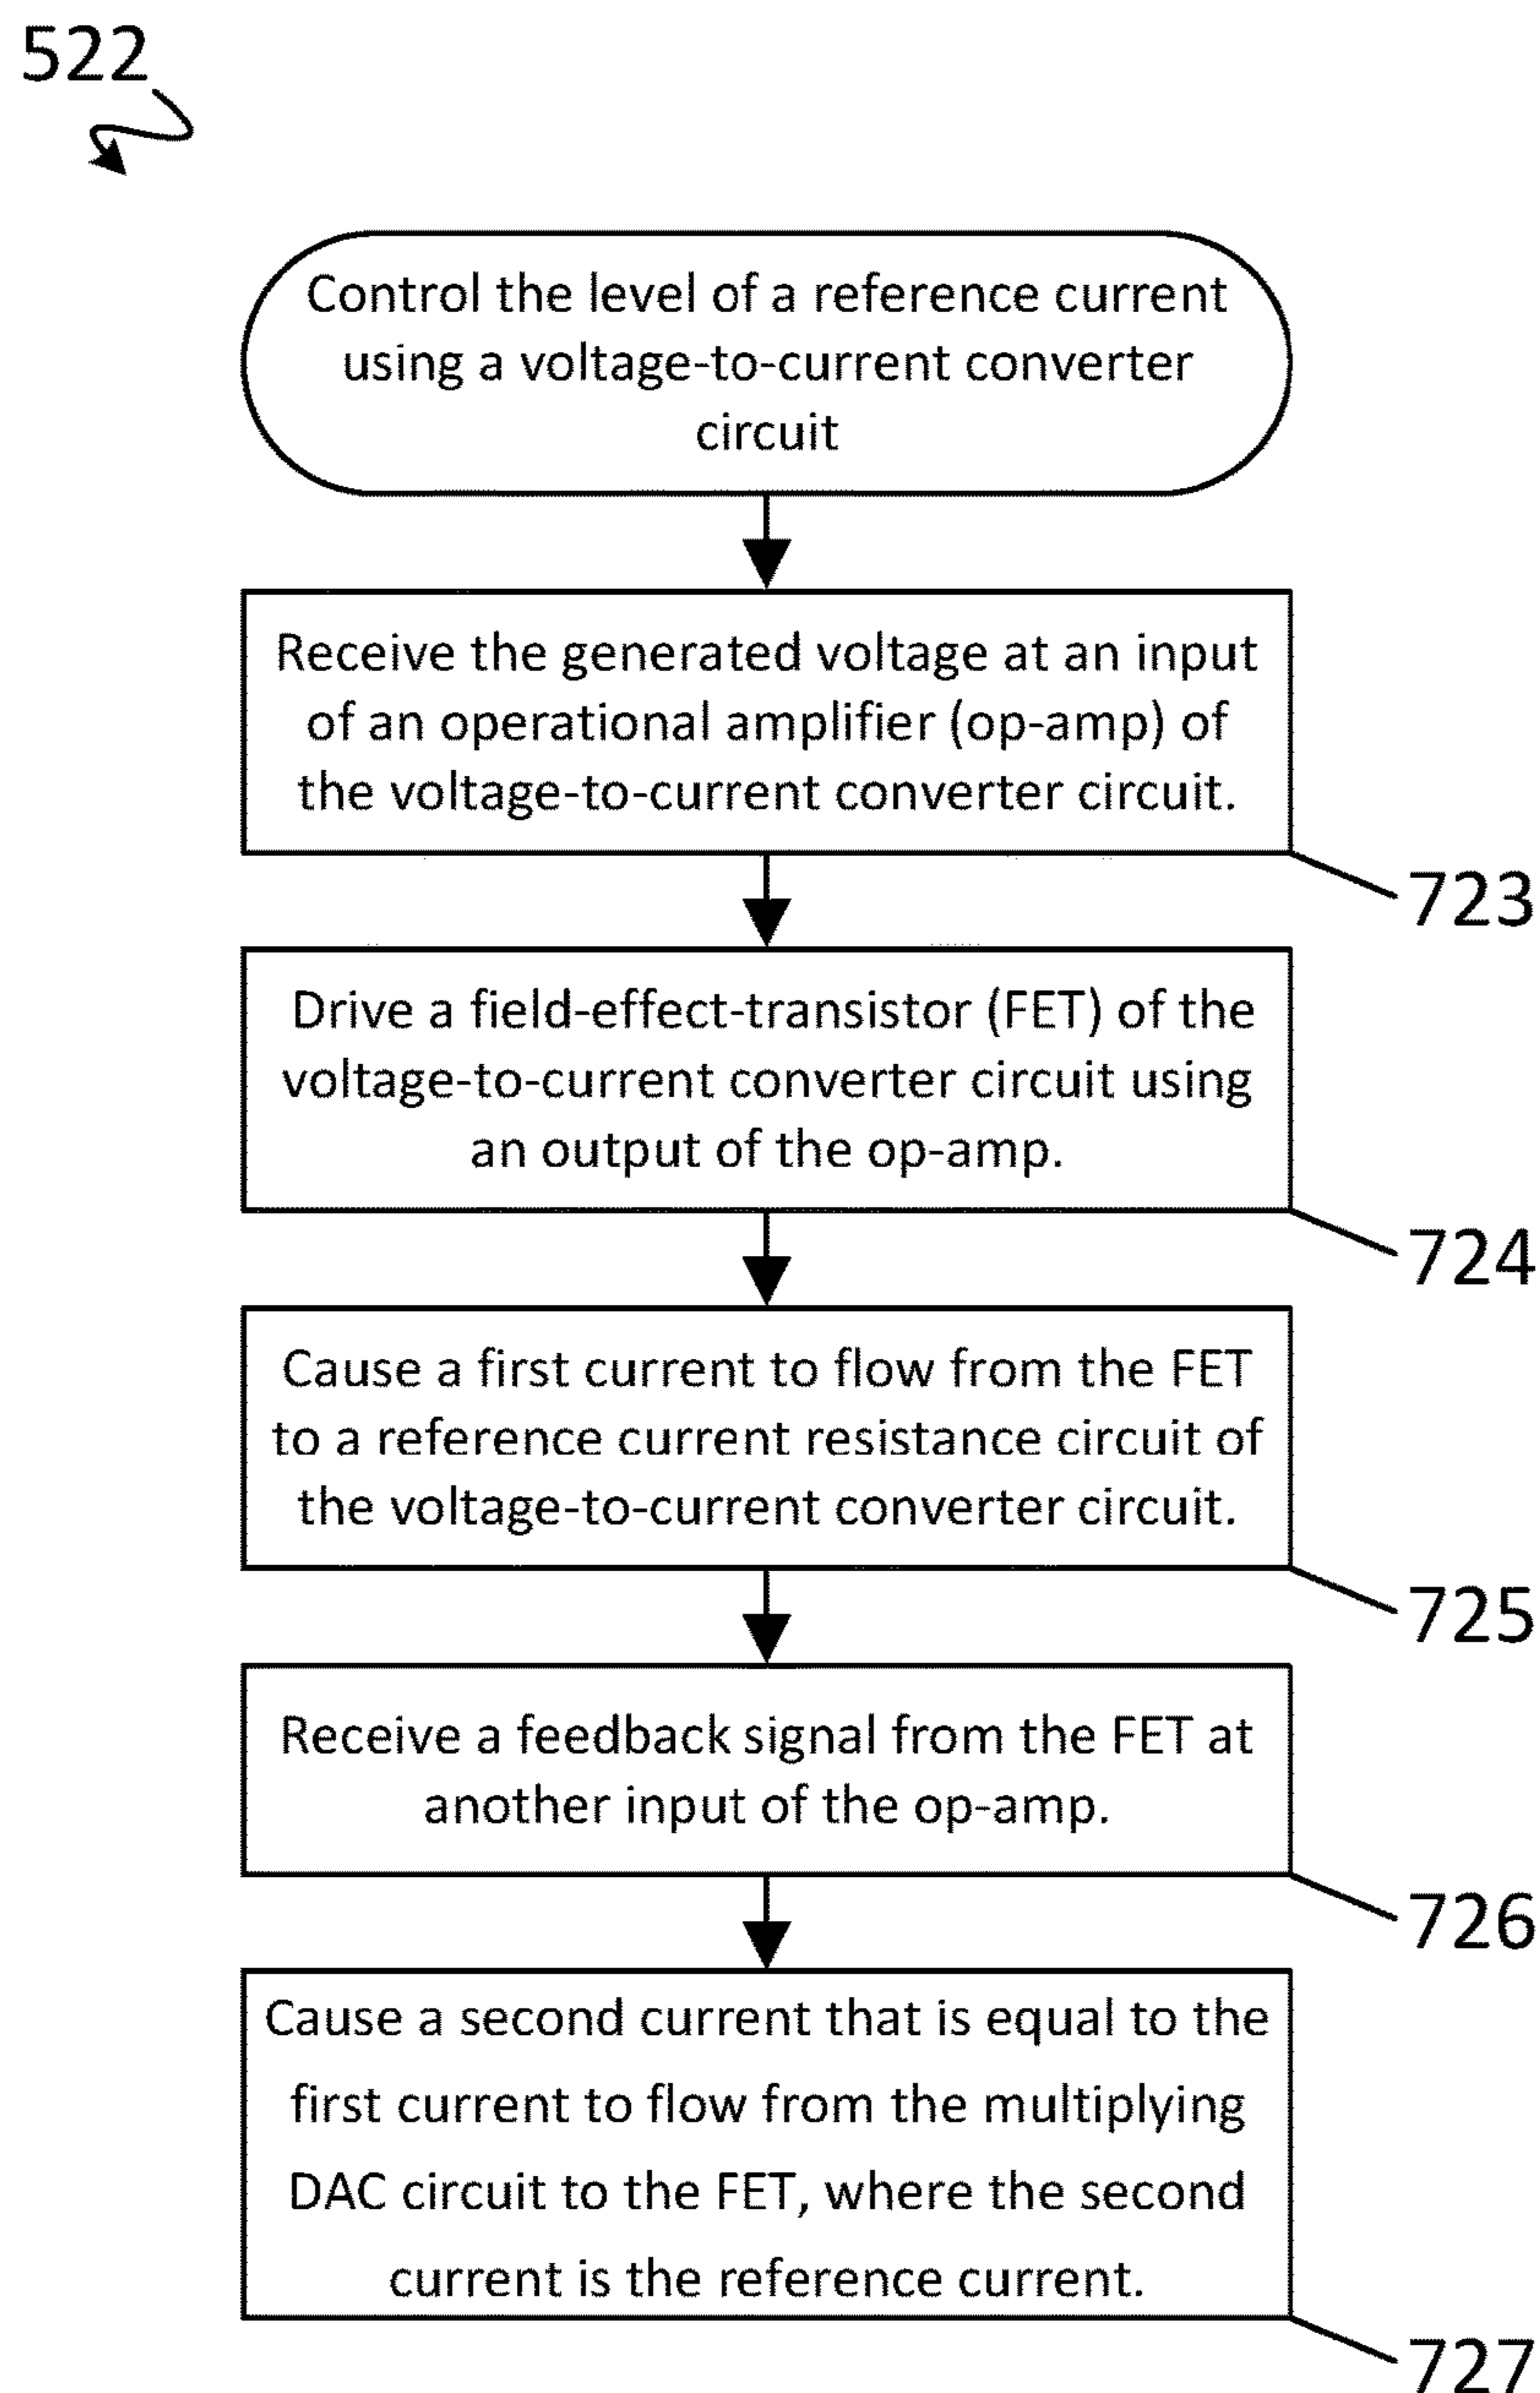 522
Control the level of a reference current
using a voltage-to-current converter
circuit
Receive the generated voltage at an input
of an operational amplifier (op-amp) of
the voltage-to-current converter circuit.
723
Drive a field-effect-transistor (FET) of the
voltage-to-current converter circuit using
an output of the op-amp.
724
Cause a first current to flow from the FET
to a reference current resistance circuit of
the voltage-to-current converter circuit.
725
Receive a feedback signal from the FET at
another input of the op-amp.
726
Cause a second current that is equal to the
first current to flow from the multiplying
DAC circuit to the FET, where the second
current is the reference current.
727